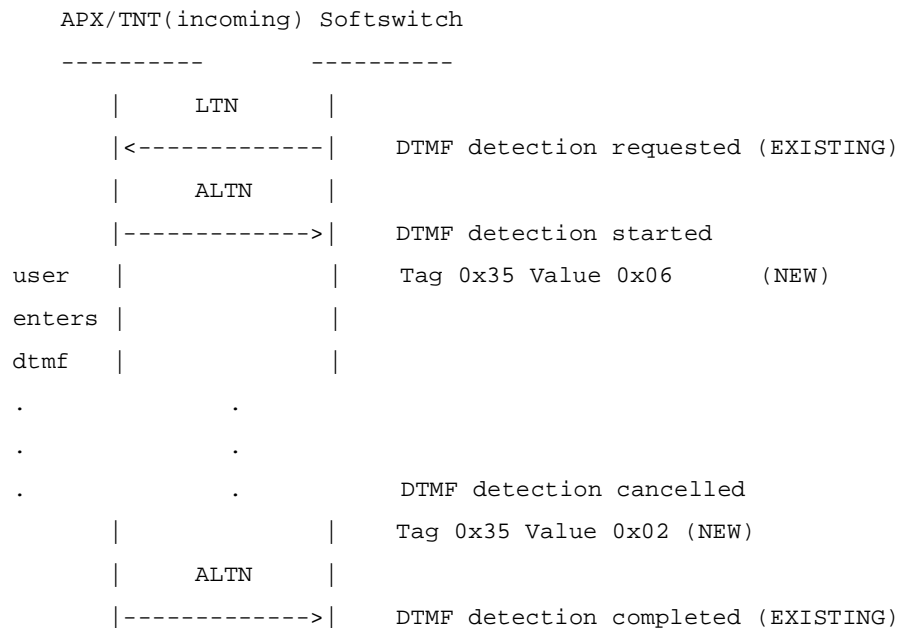 APX/TNT(incoming) Softswitch
---------- ----------
| LTN |
|<-------------| DTMF detection requested (EXISTING)
| ALTN |
|------------->| DTMF detection started
user | | Tag 0x35 Value 0x06 (NEW)
enters | |
dtmf | |
. .
. .
. . DTMF detection cancelled
| | Tag 0x35 Value 0x02 (NEW)
| ALTN |
|------------->| DTMF detection completed (EXISTING)